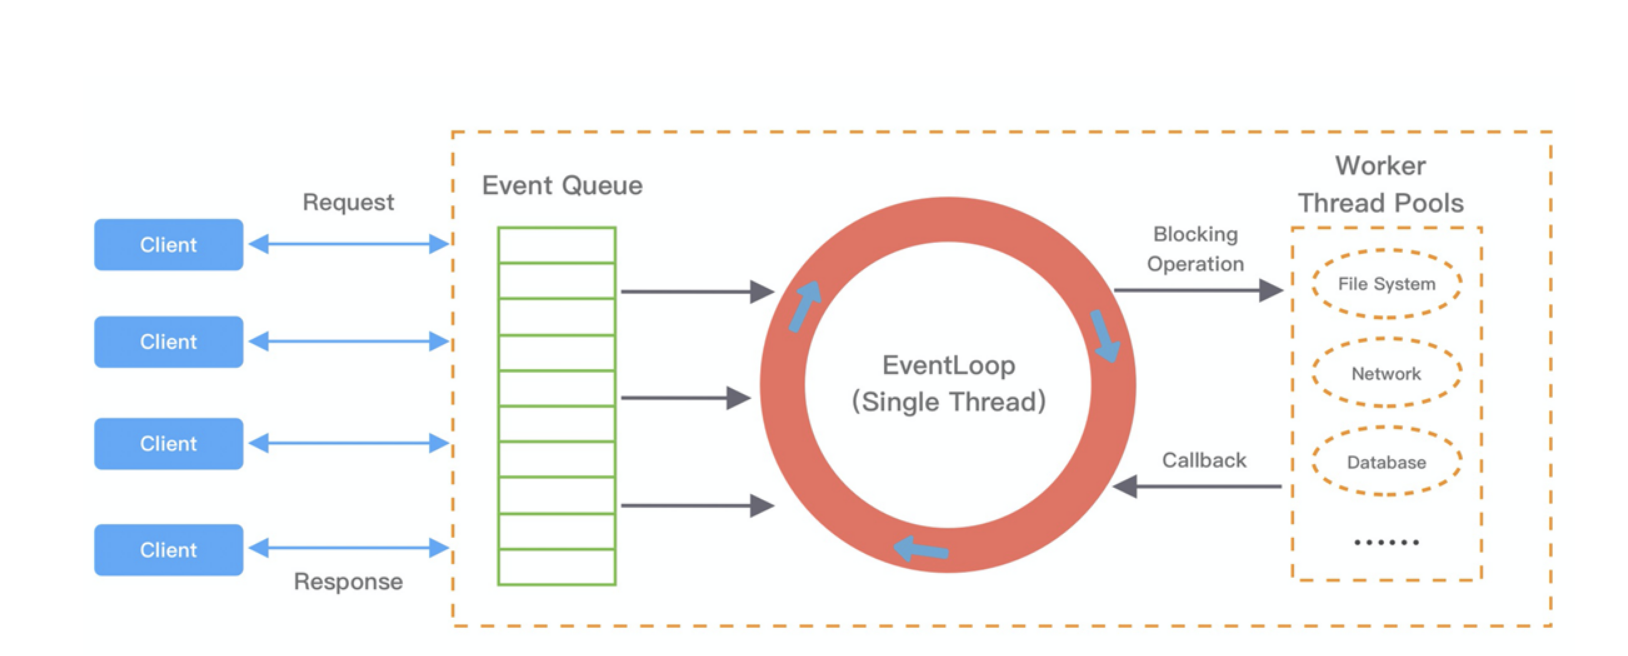 Request
Client
Client
Client
Client
Response
Event Queue
EventLoop
(Single Thread)
Blocking
Operation
Callback
Worker
Thread Pools
File System
Network
Database
......